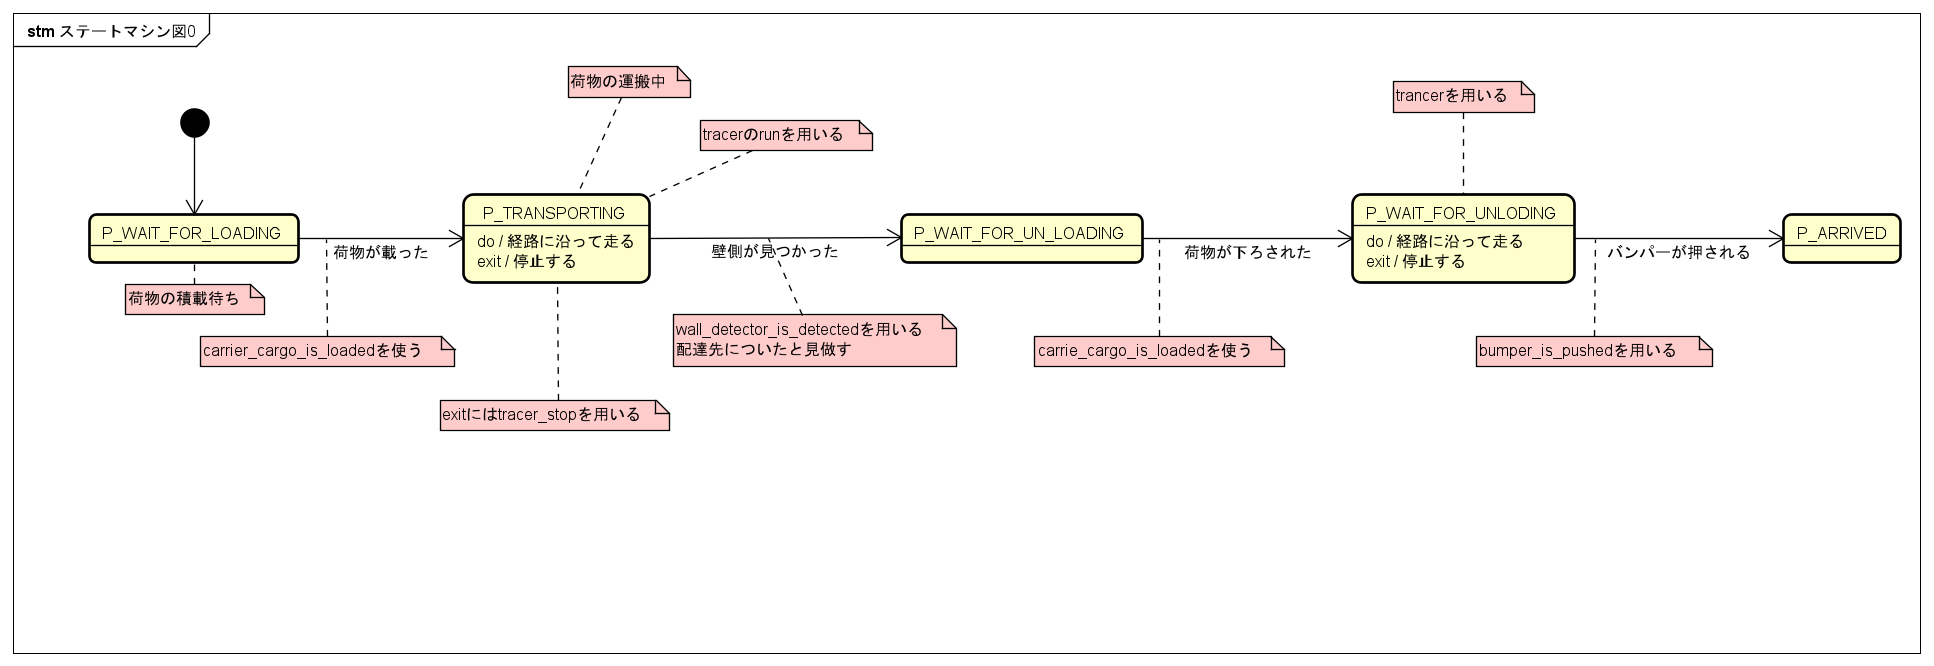 stm ステートマシン図0
荷物の運搬中
trancerを用いる
tracerのrunを用いる
P_WAIT_FOR_LOADING
P_TRANSPORTING
do / 経路に沿って走る
exit / 停止する
P_WAIT_FOR_UN_LOADING
P_WAIT_FOR_UNLODING
do / 経路に沿って走る
exit / 停止する
P_ARRIVED
荷物が載った
壁側が見つかった
荷物が下ろされた
バンパーが押される
荷物の積載待ち
carrier_cargo_is_loadedを使う
wall_detector_is_detectedを用いる
配達先についたと見做す
carrie_cargo_is_loadedを使う
bumper_is_pushedを用いる
exitにはtracer_stopを用いる